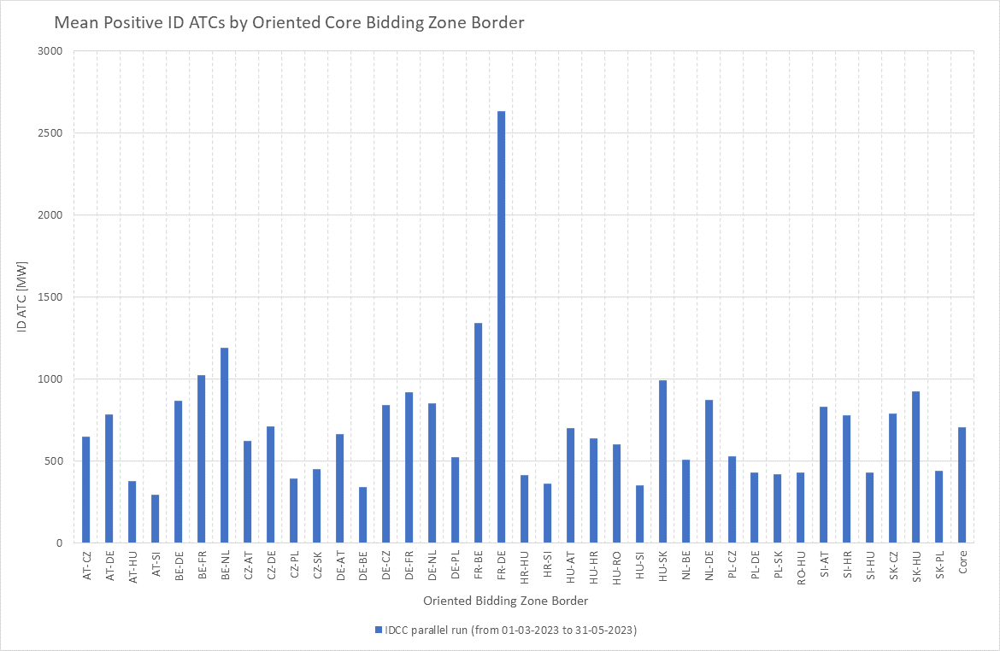 Mean Positive ID ATCs by Oriented Core Bidding Zone Border
3000
2500
2000
1500
1000
500
0
ID ATC [MW]
AT-CZ
AT-DE
AT-HU
AT-SI
BE-DE
BE-FR
BE-NL
CZ-AT
CZ-DE
CZ-PL
CZ-SK
DE-AT
DE-BE
DE-CZ
DE-FR
DE-NL
DE-PL
FR-BE
FR-DE
HR-HU
HR-SI
HU-AT
HU-HR
HU-RO
HU-SI
HU-SK
NL-BE
NL-DE
PL-CZ
PL-DE
PL-SK
RO-HU
SI-AT
SI-HR
SI-HU
SK-CZ
SK-HU
SK-PL
Core
Oriented Bidding Zone Border
IDCC parallel run (from 01-03-2023 to 31-05-2023)